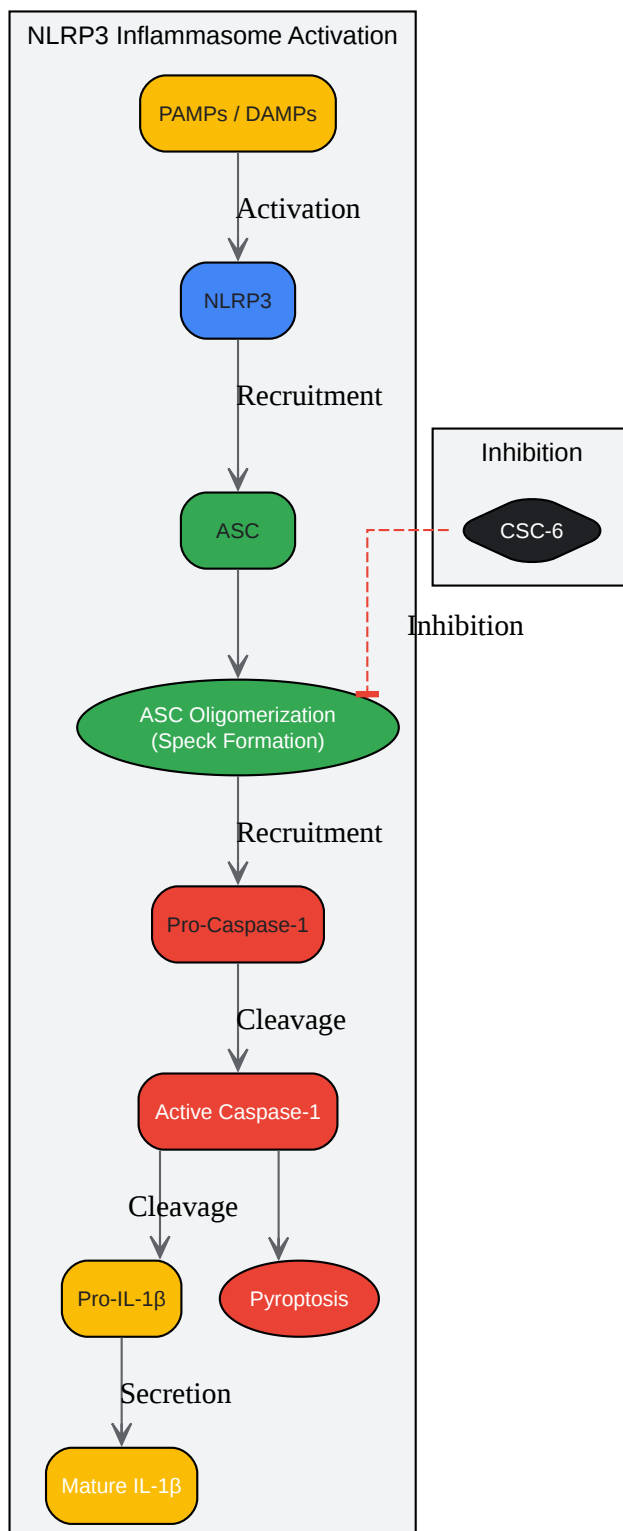 NLRP3 Inflammasome Activation
PAMPs / DAMPs
Activation
NLRP3
Recruitment
Inhibition
CSC-6
ASC
Inhibition
ASC Oligomerization
(Speck Formation)
Recruitment
Pro-Caspase-1
Cleavage
Active Caspase-1
Cleavage
Pro-IL-1β
Pyroptosis
Secretion
Mature IL-1β